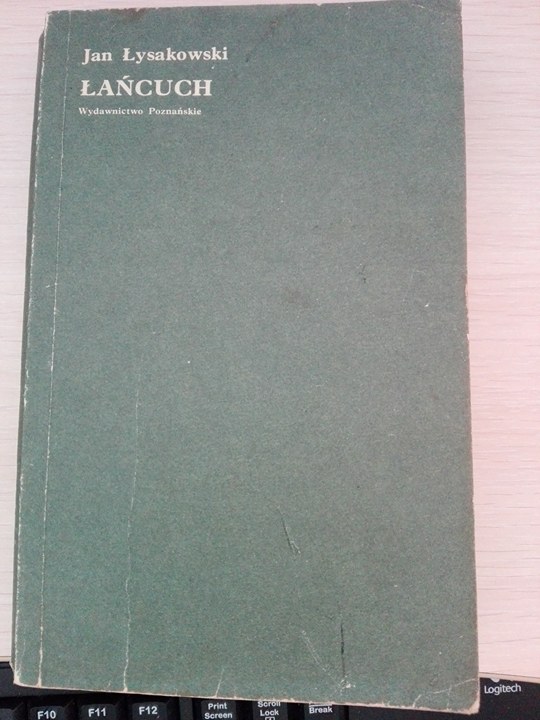 Jan Łysakowski
ŁAŃCUCH
Wydawnictwo Poznańskie
Logitech
F10
F11
F12
Print
Screen
Scroll
Lock
Break